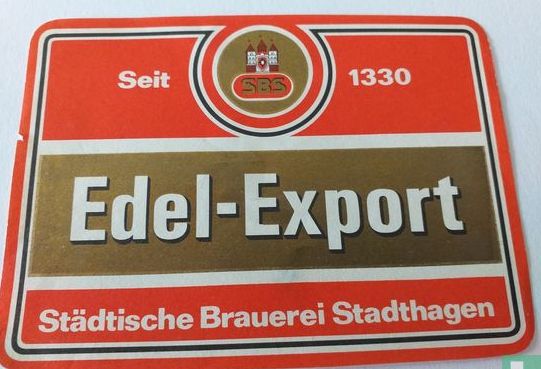 SBS
Seit 1330
Edel-Export
Städtische Brauerei Stadthagen